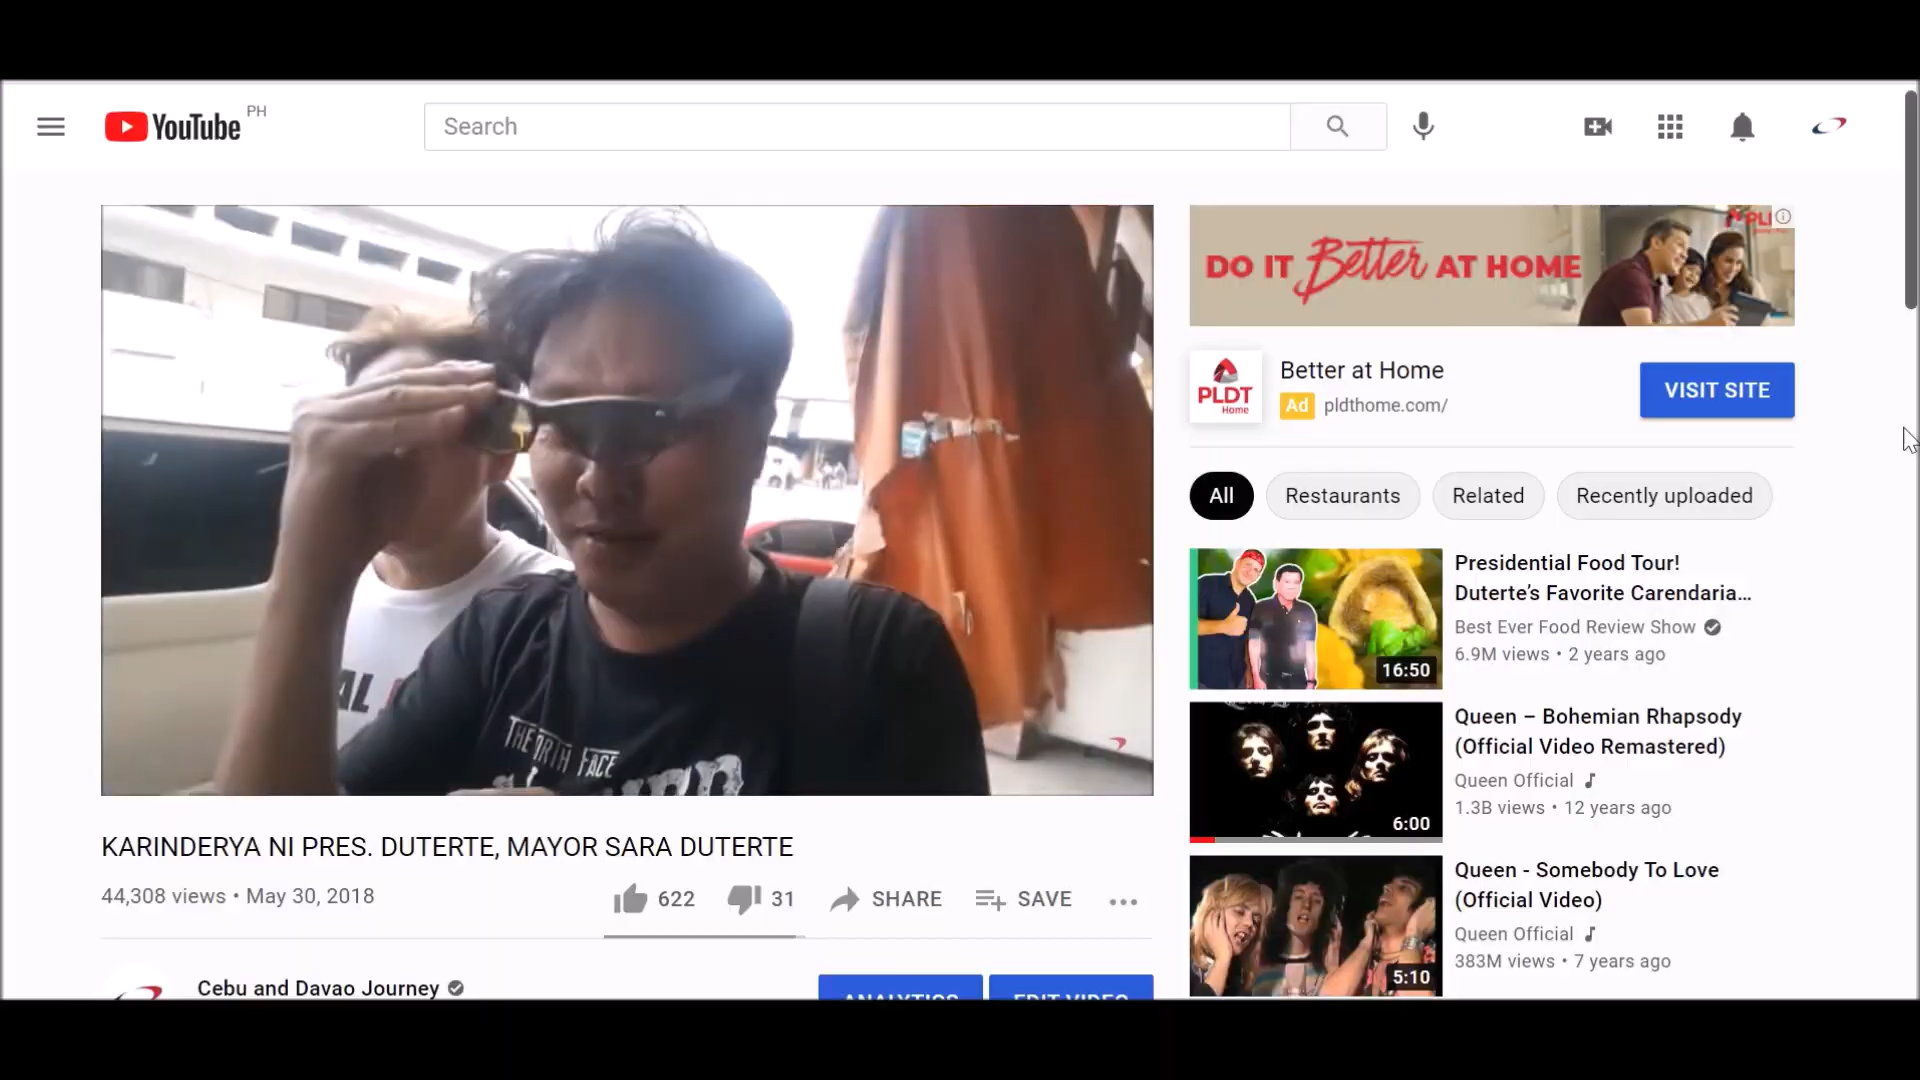 YouTube PH
Search
DO IT Better AT HOME
Better at Home
PLDT
Home
Ad pldthome.com/
VISIT SITE
All Restaurants Related Recently uploaded
THE NORTH FACE
KARINDERYA NI PRES. DUTERTE, MAYOR SARA DUTERTE
44,308 views • May 30, 2018
622 31 SHARE SAVE
Cebu and Davao Journey
ANALYTICS EDIT VIDEO
Presidential Food Tour!
Duterte’s Favorite Carendaria…
Best Ever Food Review Show
6.9M views • 2 years ago
16:50
Queen – Bohemian Rhapsody
(Official Video Remastered)
Queen Official
1.3B views • 12 years ago
6:00
Queen - Somebody To Love
(Official Video)
Queen Official
383M views • 7 years ago
5:10